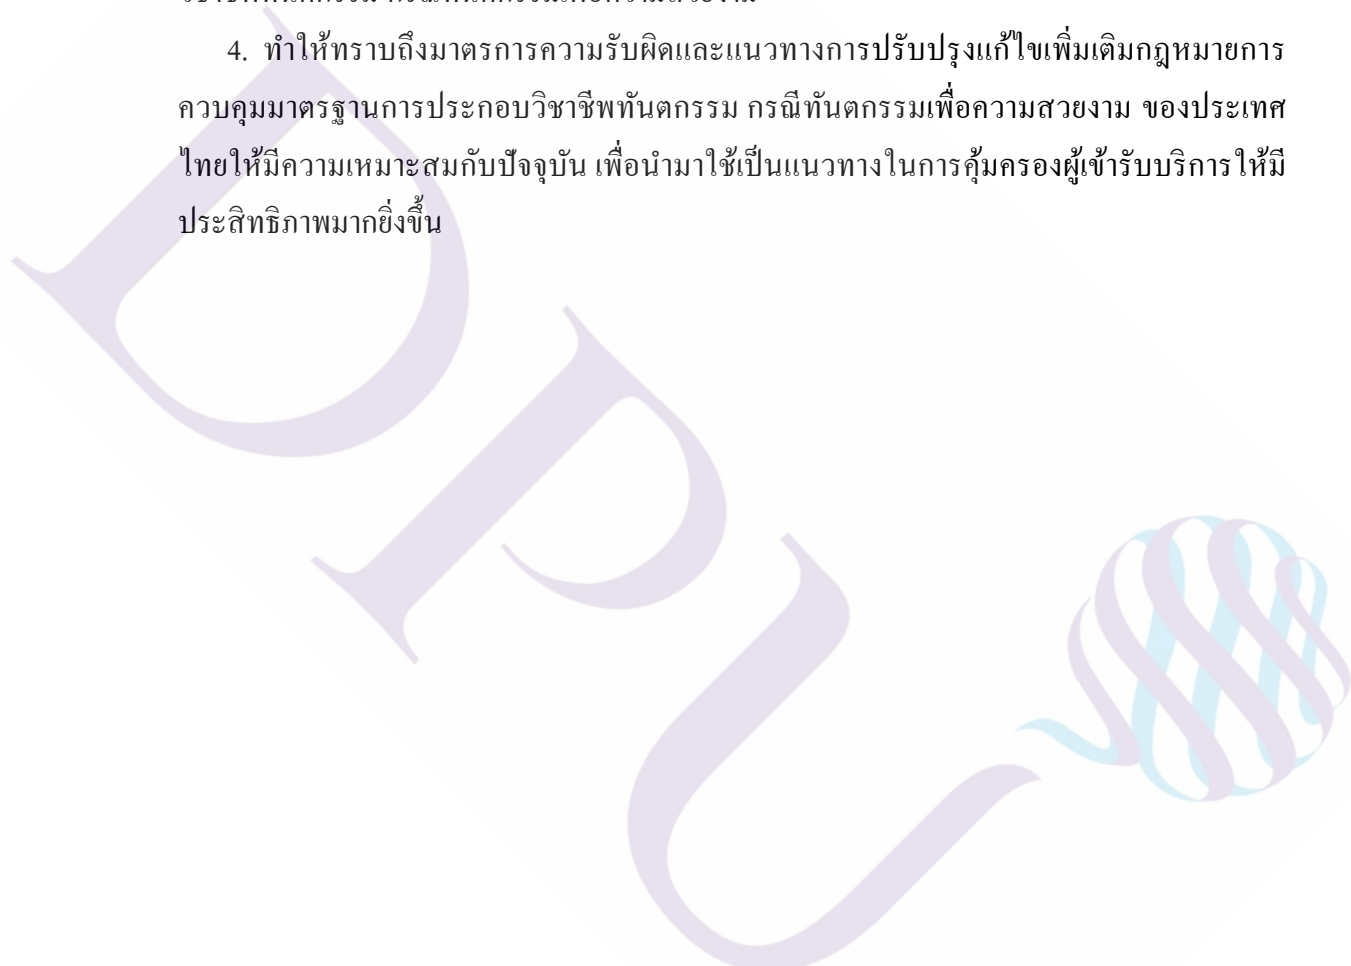 4. ทำให้ทราบถึงมาตรการความรับผิดและแนวทางการปรับปรุงแก้ไขเพิ่มเติมกฎหมายการ
ควบคุมมาตรฐานการประกอบวิชาชีพทันตกรรม กรณีทันตกรรมเพื่อความสวยงาม ของประเทศ
ไทยให้มีความเหมาะสมกับปัจจุบัน เพื่อนำมาใช้เป็นแนวทางในการคุ้มครองผู้เข้ารับบริการให้มี
ประสิทธิภาพมากยิ่งขึ้น
DPU